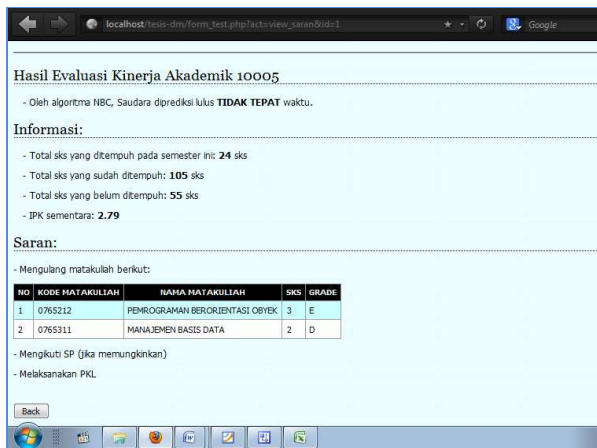 localhost/tesis-dm/form_test.php?act=view_saran&id=1
Google
Hasil Evaluasi Kinerja Akademik 10005
- Oleh algoritma NBC, Saudara diprediksi lulus TIDAK TEPAT waktu.
Informasi:
- Total sks yang ditempuh pada semester ini: 24 sks
- Total sks yang sudah ditempuh: 105 sks
- Total sks yang belum ditempuh: 55 sks
- IPK sementara: 2.79
Saran:
- Mengulang matakuliah berikut:
NO KODE MATAKULIAH NAMA MATAKULIAH SKS GRADE
1 0765212 PEMROGRAMAN BERORIENTASI OBYEK 3 E
2 0765311 MANAJEMEN BASIS DATA 2 D
- Mengikuti SP (jika memungkinkan)
- Melaksanakan PKL
Back